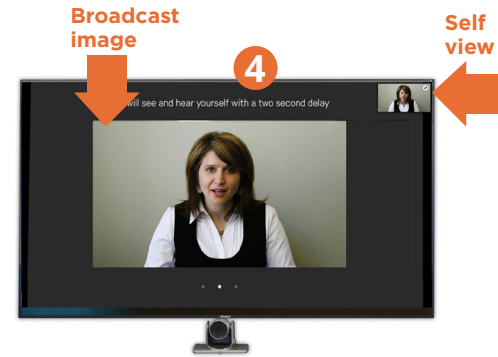 Broadcast
image
Self
view
4
will see and hear yourself with a two second delay